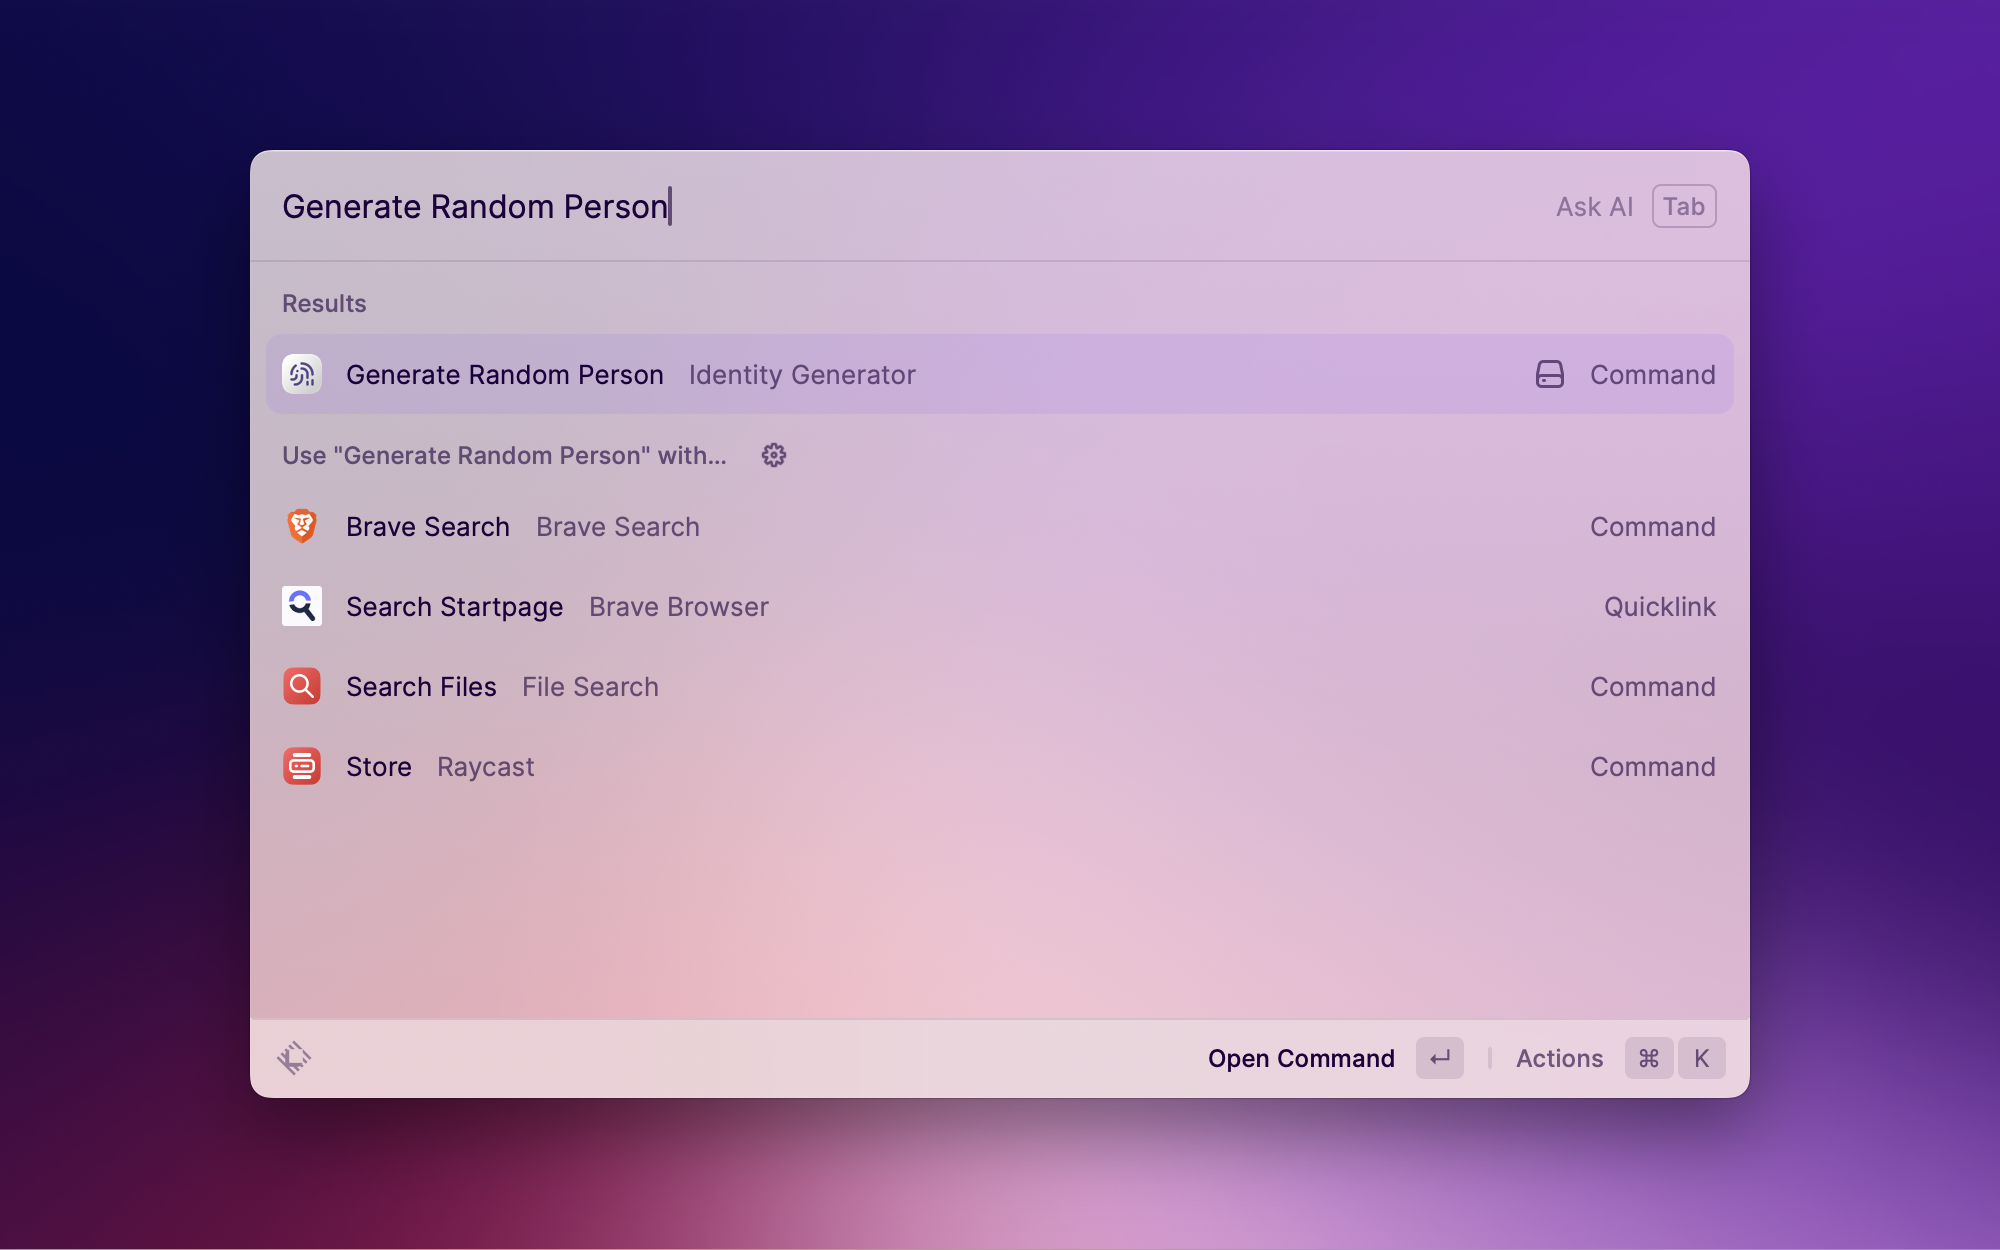 Generate Random Person Ask AI Tab
Results
Generate Random Person Identity Generator Command
Use "Generate Random Person" with...
Brave Search Brave Search Command
Search Startpage Brave Browser Quicklink
Search Files File Search Command
Store Raycast Command
Open Command ↵ Actions ⌘ K